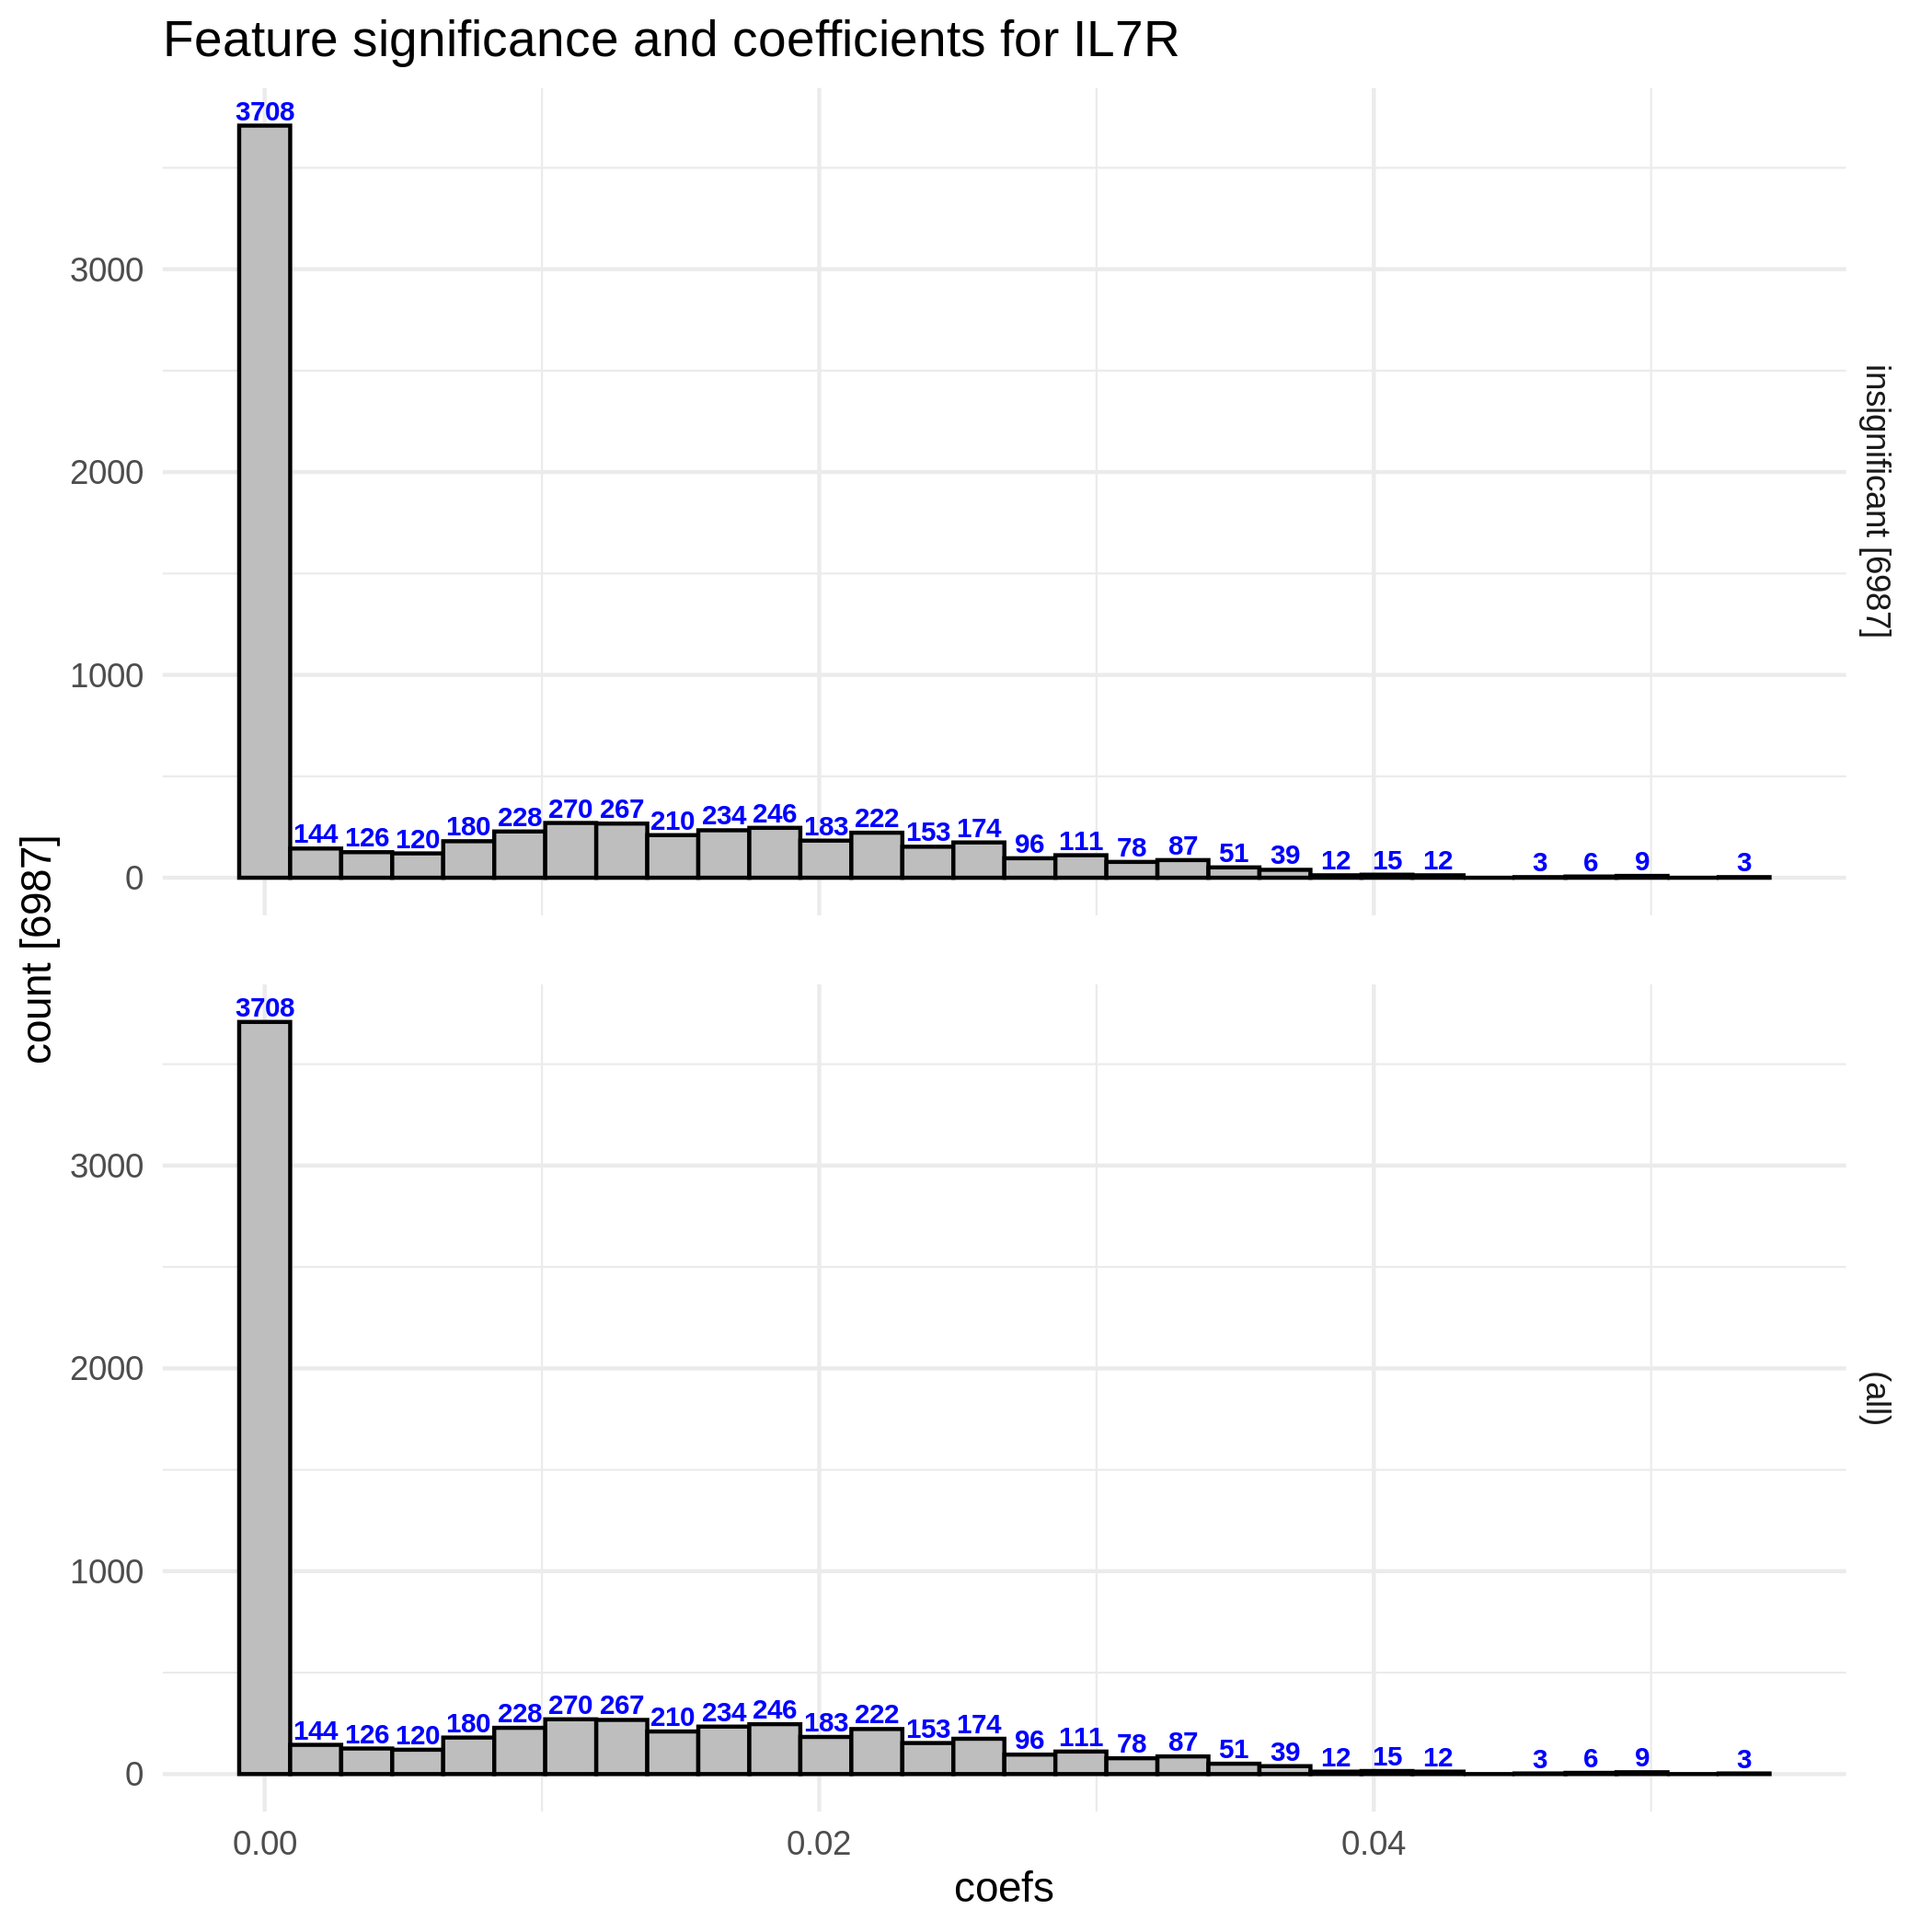 Feature significance and coefficients for IL7R
count [6987]
3708
3000
2000
1000
0
144 126 120 180 228 270 267 210 234 246 183 222 153 174 96 111 78 87 51 39 12 15 12 3 6 9 3
insignificant [6987]
3708
3000
2000
1000
0
144 126 120 180 228 270 267 210 234 246 183 222 153 174 96 111 78 87 51 39 12 15 12 3 6 9 3
(all)
0.00 0.02 0.04
coefs